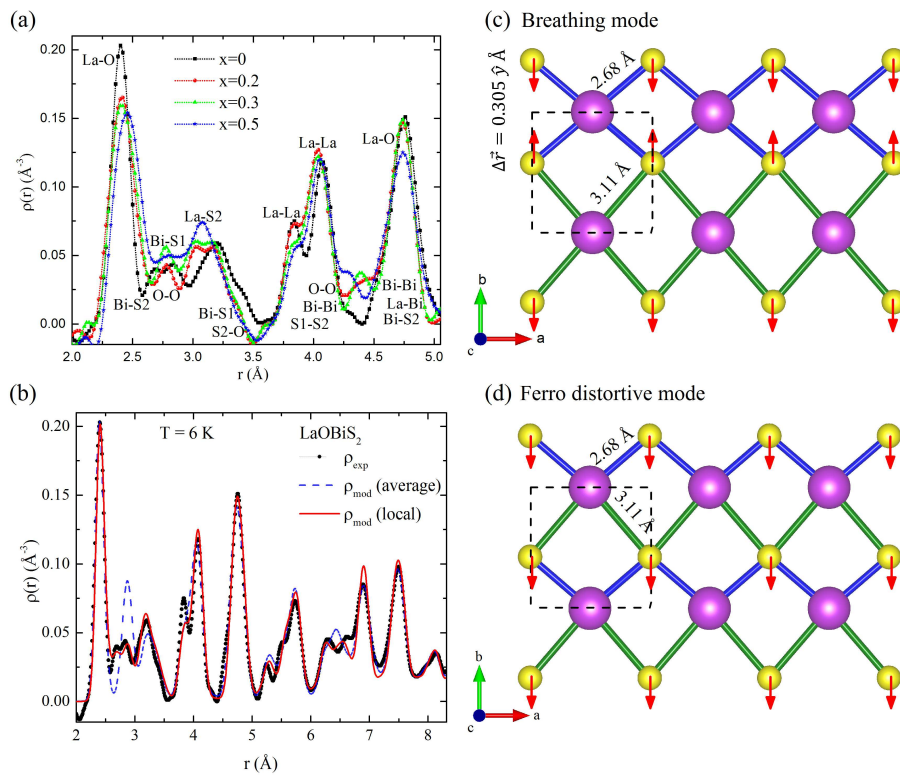 (a)
0.20
0.15
0.10
0.05
0.00
ρ(r) (Å⁻³)
La-O
x=0
x=0.2
x=0.3
x=0.5
La-La
La-O
La-S2
La-La
Bi-S1
Bi-S2
O-O
Bi-S1
S2-O
O-O
Bi-Bi
S1-S2
Bi-Bi
La-Bi
Bi-S2
2.0 2.5 3.0 3.5 4.0 4.5 5.0
r (Å)
(b)
T = 6 K
LaOBiS₂
ρexp
ρmod (average)
ρmod (local)
0.20
0.15
0.10
0.05
0.00
ρ(r) (Å⁻³)
2 3 4 5 6 7 8
r (Å)
(c) Breathing mode
2.68 Å
3.11 Å
Δr⃗ = 0.305 ŷ Å
b
c
a
(d) Ferro distortive mode
2.68 Å
3.11 Å
b
c
a